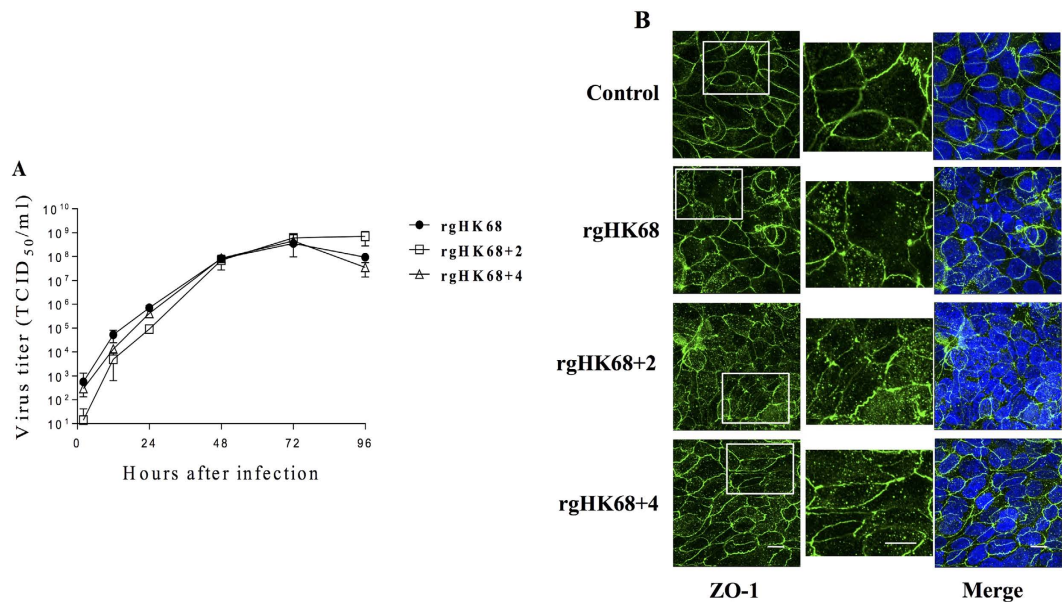 A
Virus titer (TCID50/ml)
10^10
10^9
10^8
10^7
10^6
10^5
10^4
10^3
10^2
10^1
0 24 48 72 96
Hours after infection
rgHK68
rgHK68+2
rgHK68+4
B
Control
rgHK68
rgHK68+2
rgHK68+4
ZO-1 Merge